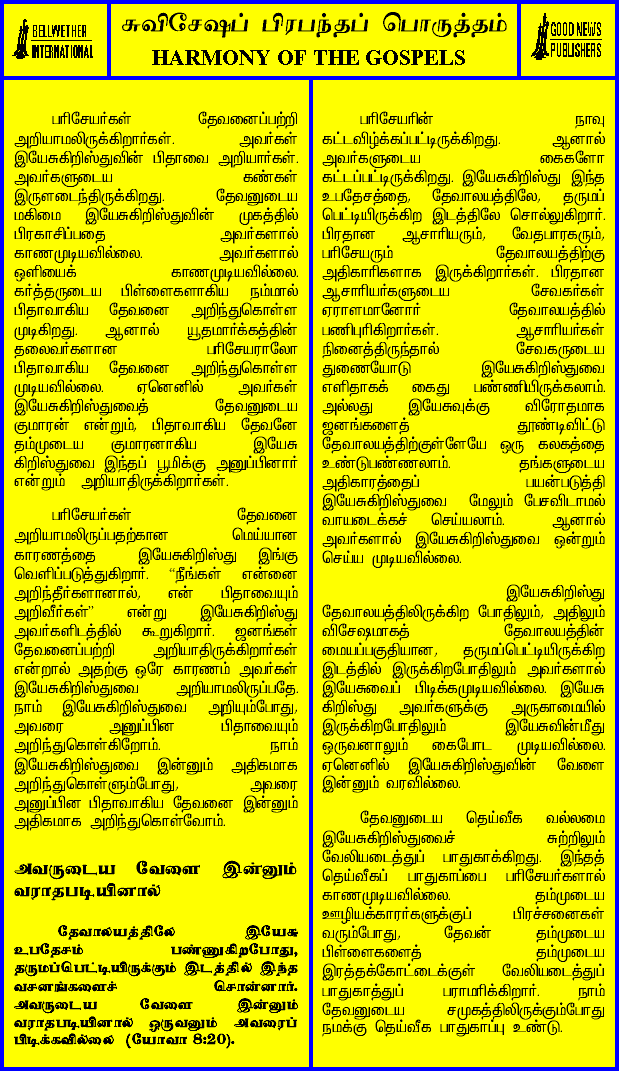 BELLWETHER
INTERNATIONAL
சுவிசேஷப் பிரபந்தப் பொருத்தம்
HARMONY OF THE GOSPELS
GOOD NEWS
PUBLISHERS
பரிசேயர்கள் தேவனைப்பற்றி
அறியாமலிருக்கிறார்கள். அவர்கள்
இயேசுகிறிஸ்துவின் பிதாவை அறியார்கள்.
அவர்களுடைய கண்கள்
இருளடைந்திருக்கிறது. தேவனுடைய
மகிமை இயேசுகிறிஸ்துவின் முகத்தில்
பிரகாசிப்பதை அவர்களால்
காணமுடியவில்லை. அவர்களால்
ஒளியைக் காணமுடியவில்லை.
கர்த்தருடைய பிள்ளைகளாகிய நம்மால்
பிதாவாகிய தேவனை அறிந்துகொள்ள
முடிகிறது. ஆனால் யூதமார்க்கத்தின்
தலைவர்களான பரிசேயராலோ
பிதாவாகிய தேவனை அறிந்துகொள்ள
முடியவில்லை. ஏனெனில் அவர்கள்
இயேசுகிறிஸ்துவைத் தேவனுடைய
குமாரன் என்றும், பிதாவாகிய தேவனே
தம்முடைய குமாரனாகிய இயேசு
கிறிஸ்துவை இந்தப் பூமிக்கு அனுப்பினார்
என்றும் அறியாதிருக்கிறார்கள்.
பரிசேயர்கள் தேவனை
அறியாமலிருப்பதற்கான மெய்யான
காரணத்தை இயேசுகிறிஸ்து இங்கு
வெளிப்படுத்துகிறார். “நீங்கள் என்னை
அறிந்தீர்களானால், என் பிதாவையும்
அறிவீர்கள்” என்று இயேசுகிறிஸ்து
அவர்களிடத்தில் கூறுகிறார். ஜனங்கள்
தேவனைப்பற்றி அறியாதிருக்கிறார்கள்
என்றால் அதற்கு ஒரே காரணம் அவர்கள்
இயேசுகிறிஸ்துவை அறியாமலிருப்பதே.
நாம் இயேசுகிறிஸ்துவை அறியும்போது,
அவரை அனுப்பின பிதாவையும்
அறிந்துகொள்கிறோம். நாம்
இயேசுகிறிஸ்துவை இன்னும் அதிகமாக
அறிந்துகொள்ளும்போது, அவரை
அனுப்பின பிதாவாகிய தேவனை இன்னும்
அதிகமாக அறிந்துகொள்வோம்.
அவருடைய வேளை இன்னும்
வராதபடியினால்
தேவாலயத்திலே இயேசு
உபதேசம் பண்ணுகிறபோது,
தருமப்பெட்டியிருக்கும் இடத்தில் இந்த
வசனங்களைச் சொன்னார்.
அவருடைய வேளை இன்னும்
வராதபடியினால் ஒருவனும் அவரைப்
பிடிக்கவில்லை (யோவா 8:20).
பரிசேயரின் நாவு
கட்டவிழ்க்கப்பட்டிருக்கிறது. ஆனால்
அவர்களுடைய கைகளோ
கட்டப்பட்டிருக்கிறது. இயேசுகிறிஸ்து இந்த
உபதேசத்தை, தேவாலயத்திலே, தருமப்
பெட்டியிருக்கிற இடத்திலே சொல்லுகிறார்.
பிரதான ஆசாரியரும், வேதபாரகரும்,
பரிசேயரும் தேவாலயத்திற்கு
அதிகாரிகளாக இருக்கிறார்கள். பிரதான
ஆசாரியர்களுடைய சேவகர்கள்
ஏராளமானோர் தேவாலயத்தில்
பணிபுரிகிறார்கள். ஆசாரியர்கள்
நினைத்திருந்தால் சேவகருடைய
துணையோடு இயேசுகிறிஸ்துவை
எளிதாகக் கைது பண்ணியிருக்கலாம்.
அல்லது இயேசுவுக்கு விரோதமாக
ஜனங்களைத் தூண்டிவிட்டு
தேவாலயத்திற்குள்ளேயே ஒரு கலகத்தை
உண்டுபண்ணலாம். தங்களுடைய
அதிகாரத்தைப் பயன்படுத்தி
இயேசுகிறிஸ்துவை மேலும் பேசவிடாமல்
வாயடைக்கச் செய்யலாம். ஆனால்
அவர்களால் இயேசுகிறிஸ்துவை ஒன்றும்
செய்ய முடியவில்லை.
இயேசுகிறிஸ்து
தேவாலயத்திலிருக்கிற போதிலும், அதிலும்
விசேஷமாகத் தேவாலயத்தின்
மையப்பகுதியான, தருமப்பெட்டியிருக்கிற
இடத்தில் இருக்கிறபோதிலும் அவர்களால்
இயேசுவைப் பிடிக்கமுடியவில்லை. இயேசு
கிறிஸ்து அவர்களுக்கு அருகாமையில்
இருக்கிறபோதிலும் இயேசுவின்மீது
ஒருவனாலும் கைபோட முடியவில்லை.
ஏனெனில் இயேசுகிறிஸ்துவின் வேளை
இன்னும் வரவில்லை.
தேவனுடைய தெய்வீக வல்லமை
இயேசுகிறிஸ்துவைச் சுற்றிலும்
வேலியடைத்துப் பாதுகாக்கிறது. இந்தத்
தெய்வீகப் பாதுகாப்பை பரிசேயர்களால்
காணமுடியவில்லை. தம்முடைய
ஊழியக்காரர்களுக்குப் பிரச்சனைகள்
வரும்போது, தேவன் தம்முடைய
பிள்ளைகளைத் தம்முடைய
இரத்தக்கோட்டைக்குள் வேலியடைத்துப்
பாதுகாத்துப் பராமரிக்கிறார். நாம்
தேவனுடைய சமுகத்திலிருக்கும்போது
நமக்கு தெய்வீக பாதுகாப்பு உண்டு.